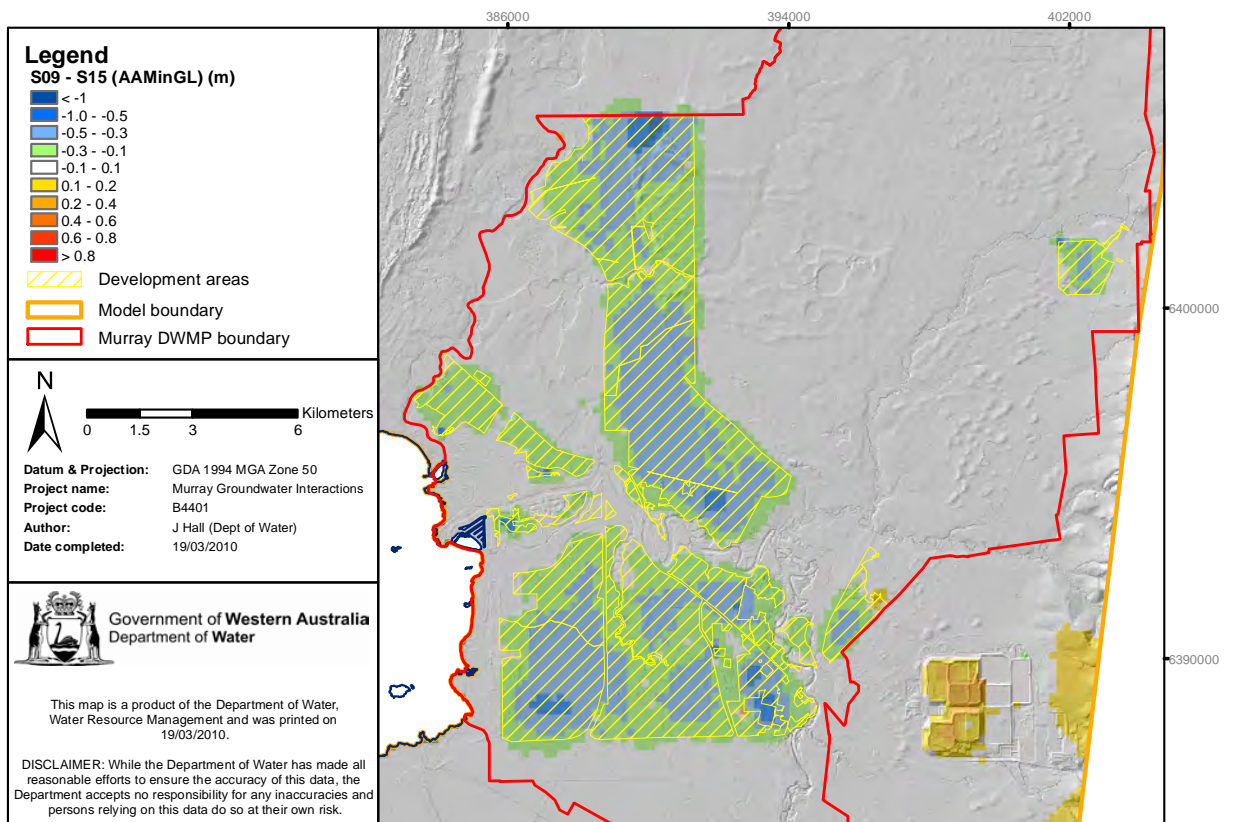 386000
394000
402000
Legend
S09 - S15 (AAMinGL) (m)
< -1
-1.0 - -0.5
-0.5 - -0.3
-0.3 - -0.1
-0.1 - 0.1
0.1 - 0.2
0.2 - 0.4
0.4 - 0.6
0.6 - 0.8
> 0.8
Development areas
Model boundary
Murray DWMP boundary
6400000
6390000
N
Kilometers
0 1.5 3 6
Datum & Projection: GDA 1994 MGA Zone 50
Project name: Murray Groundwater Interactions
Project code: B4401
Author: J Hall (Dept of Water)
Date completed: 19/03/2010
Government of Western Australia
Department of Water
This map is a product of the Department of Water,
Water Resource Management and was printed on
19/03/2010.
DISCLAIMER: While the Department of Water has made all
reasonable efforts to ensure the accuracy of this data, the
Department accepts no responsibility for any inaccuracies and
persons relying on this data do so at their own risk.